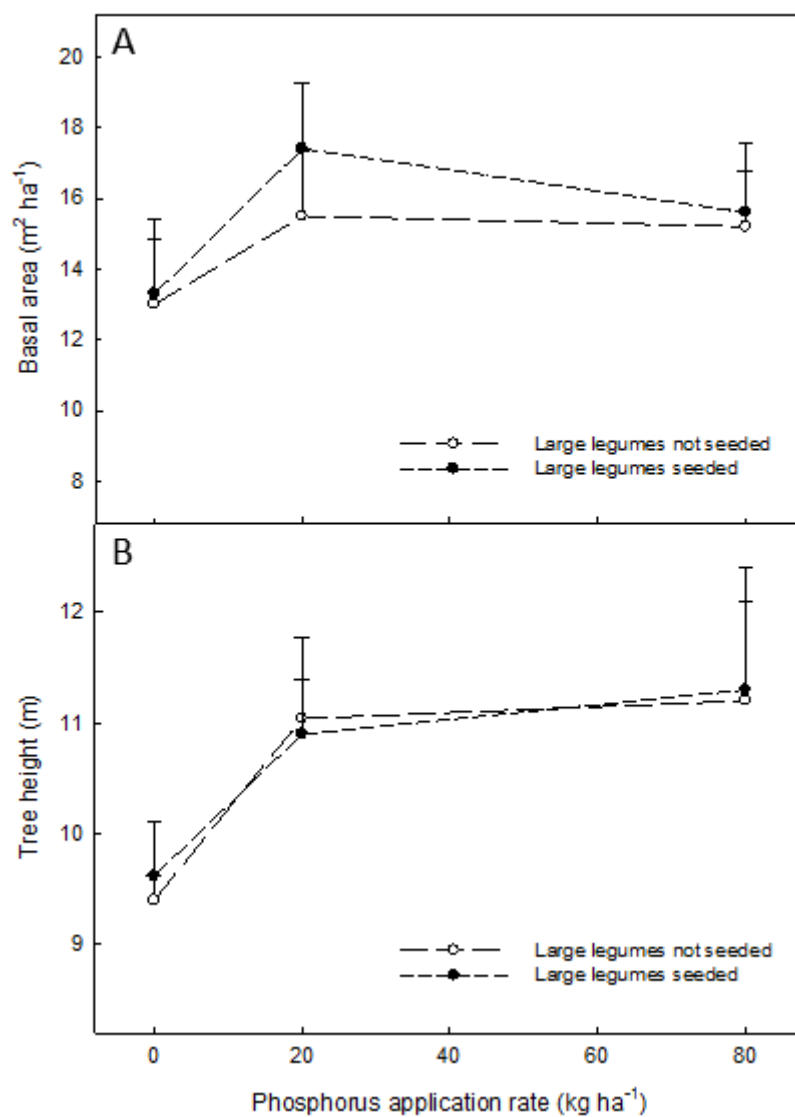 A
20
18
16
14
12
10
8
Basal area (m² ha⁻¹)
Large legumes not seeded
Large legumes seeded
B
12
11
10
9
Tree height (m)
Large legumes not seeded
Large legumes seeded
0 20 40 60 80
Phosphorus application rate (kg ha⁻¹)